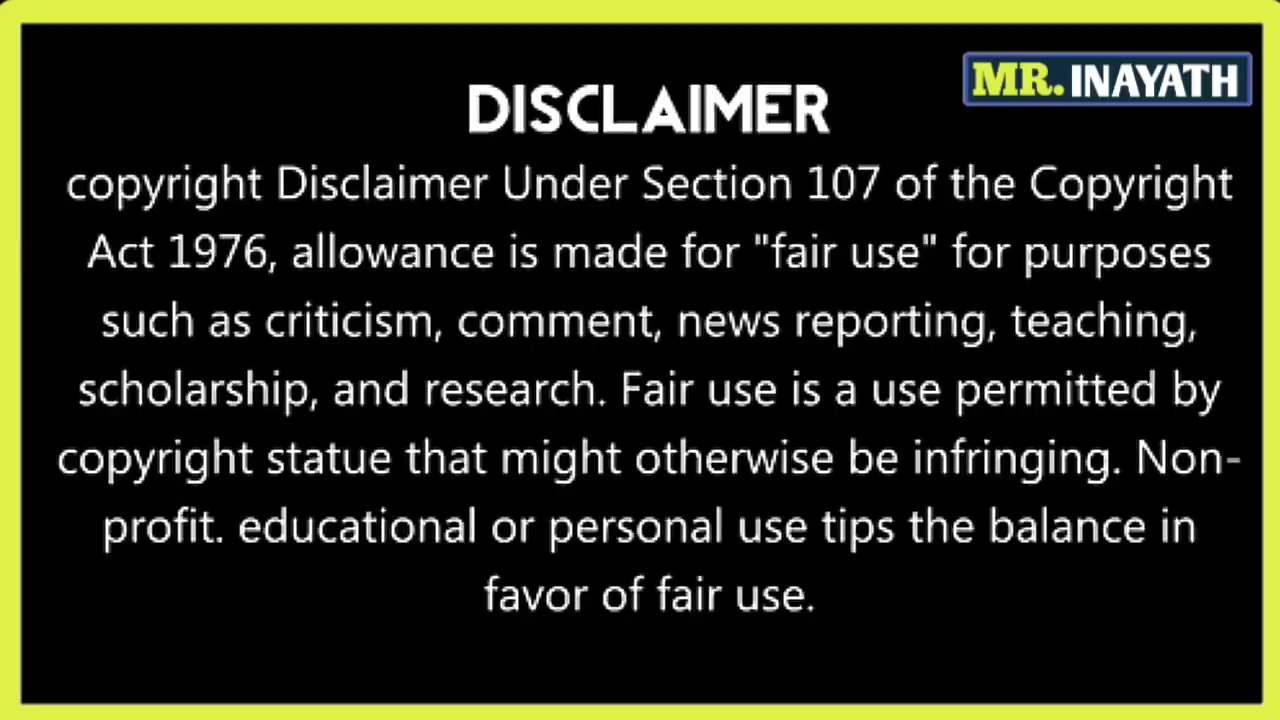 MR. INAYATH
DISCLAIMER
copyright Disclaimer Under Section 107 of the Copyright
Act 1976, allowance is made for "fair use" for purposes
such as criticism, comment, news reporting, teaching,
scholarship, and research. Fair use is a use permitted by
copyright statue that might otherwise be infringing. Non-
profit. educational or personal use tips the balance in
favor of fair use.